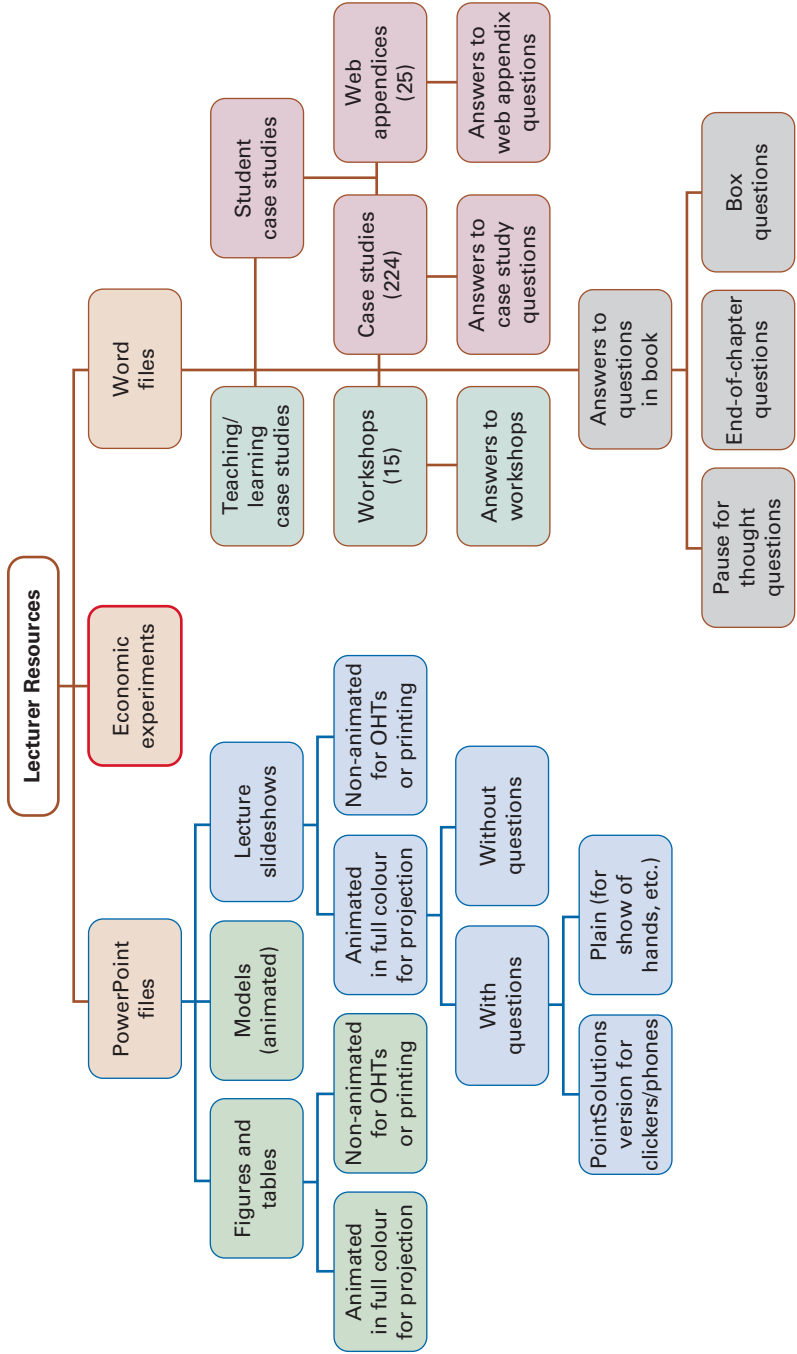 Lecturer Resources
PowerPoint
files
Economic
experiments
Word
files
Figures and
tables
Models
(animated)
Lecture
slideshows
Teaching/
learning
case studies
Student
case studies
Animated
in full colour
for projection
Non-animated
for OHTs
or printing
Animated
in full colour
for projection
Non-animated
for OHTs
or printing
Workshops
(15)
Case studies
(224)
Web
appendices
(25)
With
questions
Without
questions
Answers to
workshops
Answers to
case study
questions
Answers to
web appendix
questions
PointSolutions
version for
clickers/phones
Plain (for
show of
hands, etc.)
Answers to
questions
in book
Pause for
thought
questions
End-of-chapter
questions
Box
questions